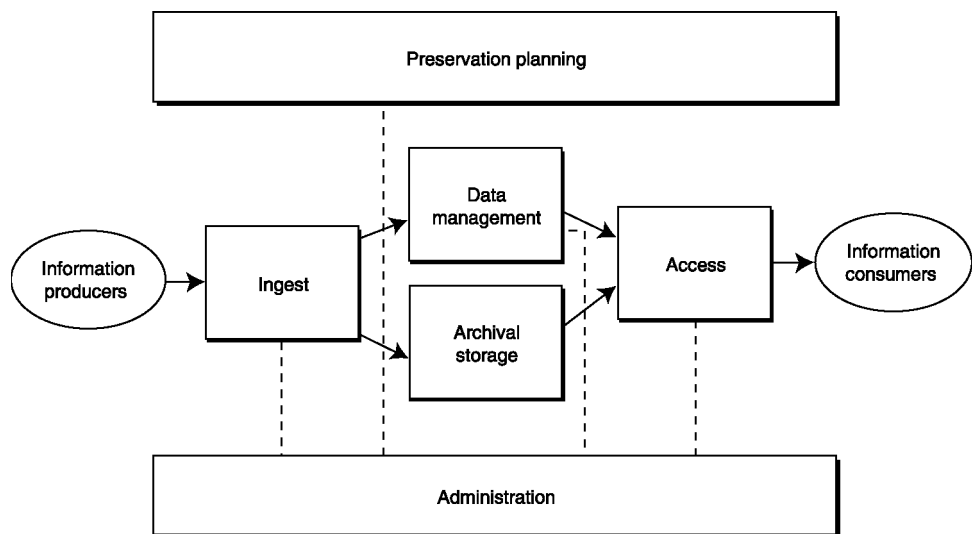 Preservation planning
Data
management
Information
producers
Ingest
Access
Information
consumers
Archival
storage
Administration